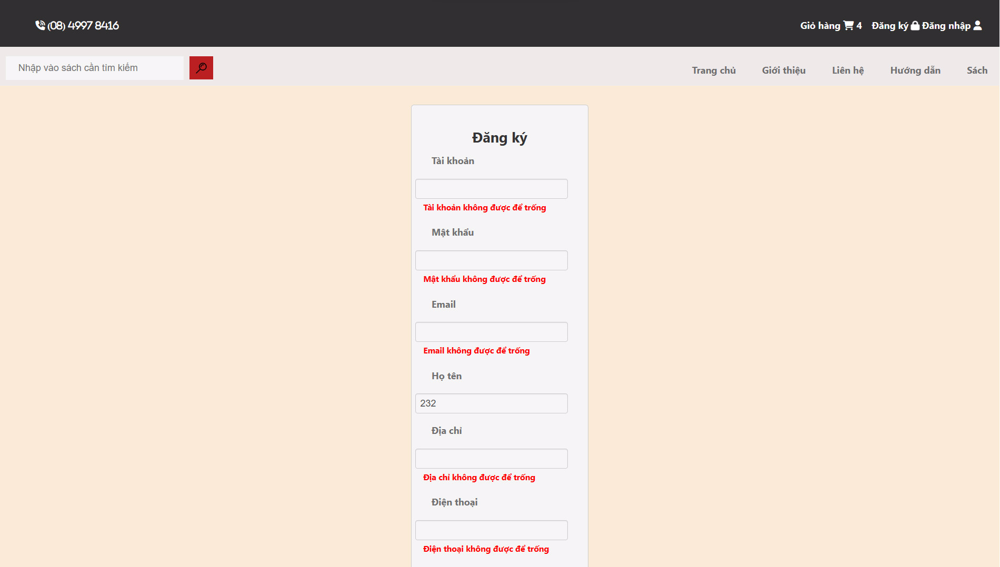 (08) 4997 8416
Giỏ hàng 4 Đăng ký Đăng nhập
Nhập vào sách cần tìm kiếm
Trang chủ Giới thiệu Liên hệ Hướng dẫn Sách
Đăng ký
Tài khoản
Tài khoản không được để trống
Mật khẩu
Mật khẩu không được để trống
Email
Email không được để trống
Họ tên
232
Địa chỉ
Địa chỉ không được để trống
Điện thoại
Điện thoại không được để trống